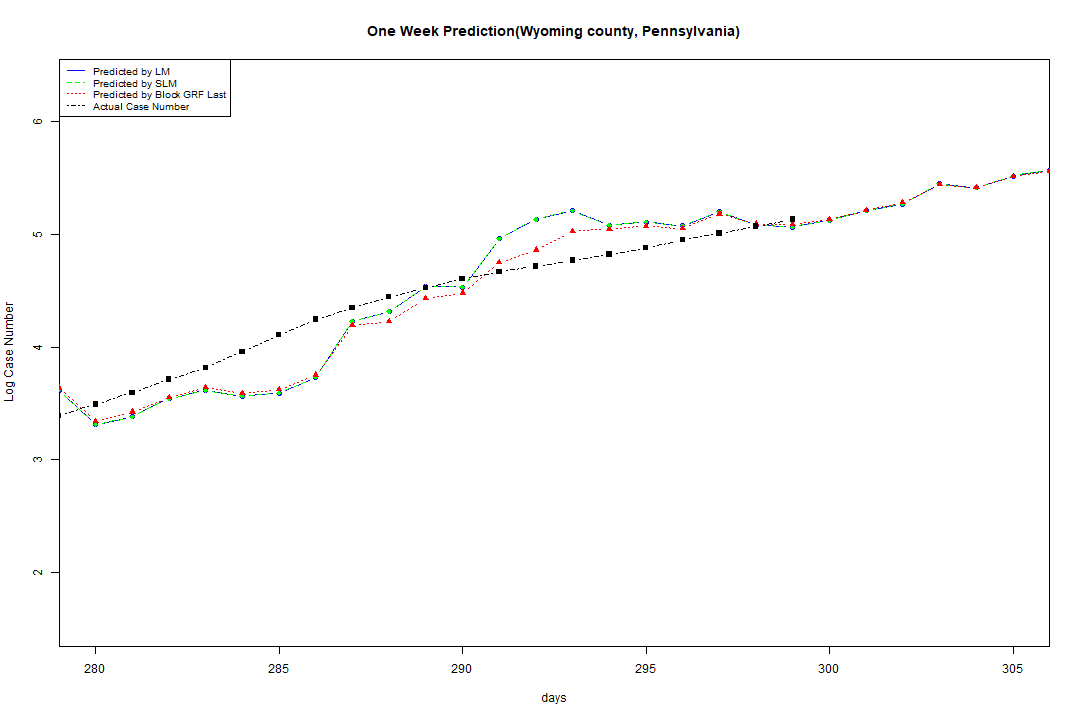 One Week Prediction(Wyoming county, Pennsylvania)
Predicted by LM
Predicted by SLM
Predicted by Block GRF Last
Actual Case Number
6
5
4
3
2
Log Case Number
280 285 290 295 300 305
days